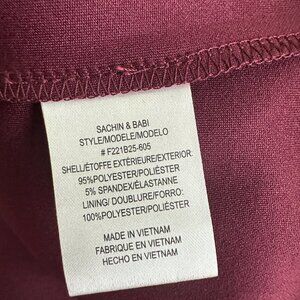 SACHIN & BABI
STYLE/MODELE/MODELO
# F221B25-605
SHELL/ÉTOFFE EXTÉRIEURE/EXTERIOR:
95%POLYESTER/POLIÉSTER
5% SPANDEX/ÉLASTANNE
LINING/ DOUBLURE/FORRO:
100%POLYESTER/POLIÉSTER
MADE IN VIETNAM
FABRIQUE EN VIETNAM
HECHO EN VIETNAM